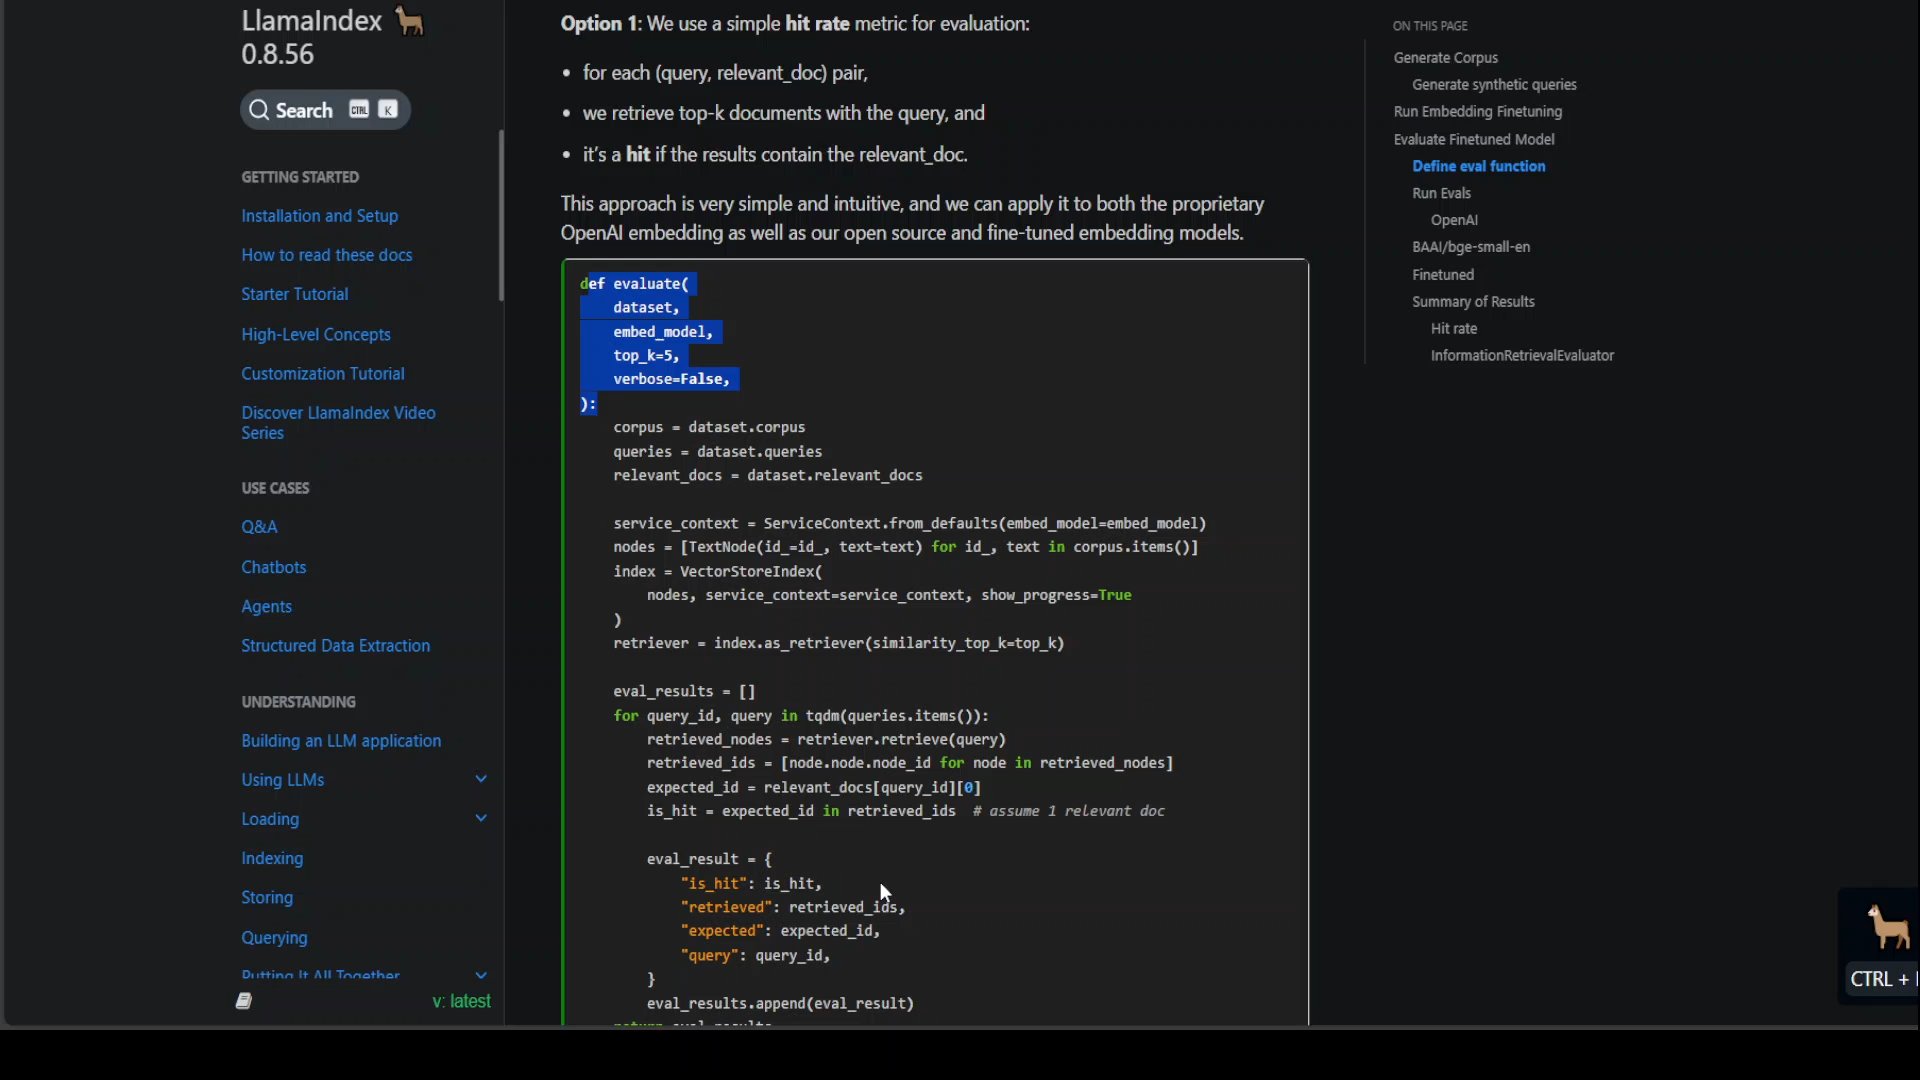 LlamaIndex
0.8.56
Search CTRL K
GETTING STARTED
Installation and Setup
How to read these docs
Starter Tutorial
High-Level Concepts
Customization Tutorial
Discover LlamaIndex Video
Series
USE CASES
Q&A
Chatbots
Agents
Structured Data Extraction
UNDERSTANDING
Building an LLM application
Using LLMs
Loading
Indexing
Storing
Querying
Putting It All Together
v: latest
Option 1: We use a simple hit rate metric for evaluation:
• for each (query, relevant_doc) pair,
• we retrieve top-k documents with the query, and
• it's a hit if the results contain the relevant_doc.
This approach is very simple and intuitive, and we can apply it to both the proprietary
OpenAI embedding as well as our open source and fine-tuned embedding models.
def evaluate(
    dataset,
    embed_model,
    top_k=5,
    verbose=False,
):
    corpus = dataset.corpus
    queries = dataset.queries
    relevant_docs = dataset.relevant_docs
    service_context = ServiceContext.from_defaults(embed_model=embed_model)
    nodes = [TextNode(id_=id_, text=text) for id_, text in corpus.items()]
    index = VectorStoreIndex(
        nodes, service_context=service_context, show_progress=True
    )
    retriever = index.as_retriever(similarity_top_k=top_k)
    eval_results = []
    for query_id, query in tqdm(queries.items()):
        retrieved_nodes = retriever.retrieve(query)
        retrieved_ids = [node.node.node_id for node in retrieved_nodes]
        expected_id = relevant_docs[query_id][0]
        is_hit = expected_id in retrieved_ids  # assume 1 relevant doc
        eval_result = {
            "is_hit": is_hit,
            "retrieved": retrieved_ids,
            "expected": expected_id,
            "query": query_id,
        }
        eval_results.append(eval_result)
    return eval_results
ON THIS PAGE
Generate Corpus
Generate synthetic queries
Run Embedding Finetuning
Evaluate Finetuned Model
Define eval function
Run Evals
OpenAI
BAAI/bge-small-en
Finetuned
Summary of Results
Hit rate
InformationRetrievalEvaluator
CTRL +